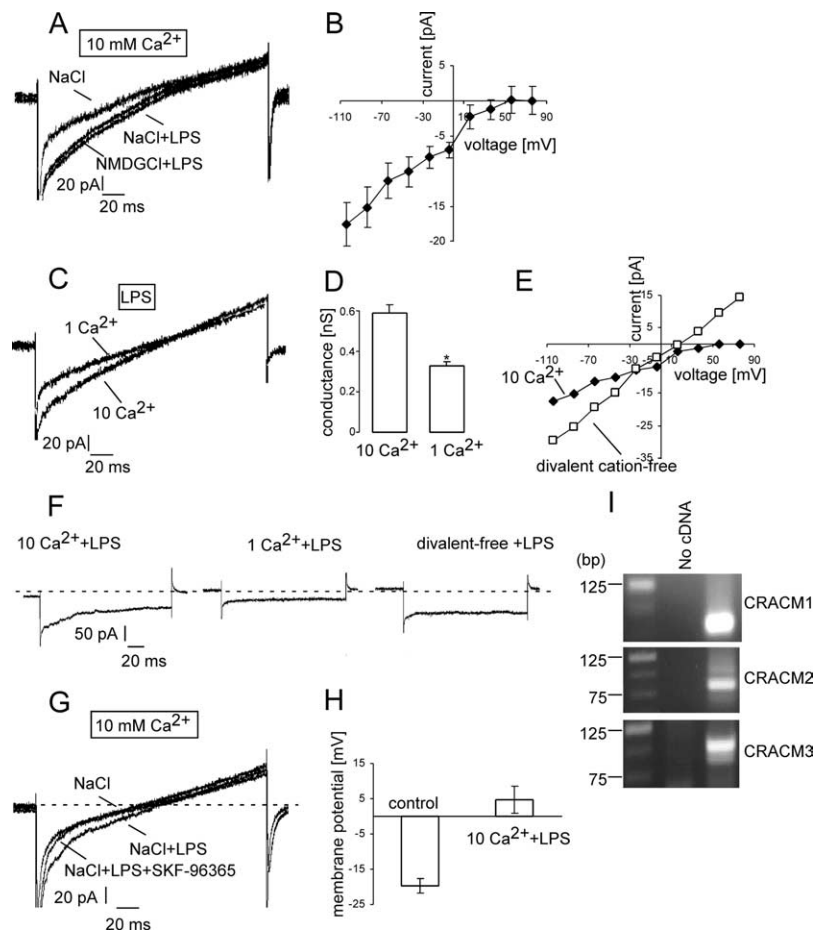 A
10 mM Ca2+
NaCl
NaCl+LPS
NMDGCl+LPS
20 pA
20 ms
B
current [pA]
5
-110 -70 -30 10 50 90
voltage [mV]
-5
-15
-20
C
LPS
1 Ca2+
10 Ca2+
20 pA
20 ms
D
conductance [nS]
0.6
0.4
0.2
0
*
10 Ca2+ 1 Ca2+
E
current [pA]
15
5
-110 -70 -30 10 50 90
voltage [mV]
10 Ca2+
-15
-25
-35
divalent cation-free
F
10 Ca2++LPS 1 Ca2++LPS divalent-free +LPS
50 pA
20 ms
G
10 mM Ca2+
NaCl
NaCl+LPS
NaCl+LPS+SKF-96365
20 pA
20 ms
H
membrane potential [mV]
15
5
-5
-15
-25
control
10 Ca2++LPS
I
(bp)
No cDNA
125
CRACM1
125
75
CRACM2
125
75
CRACM3